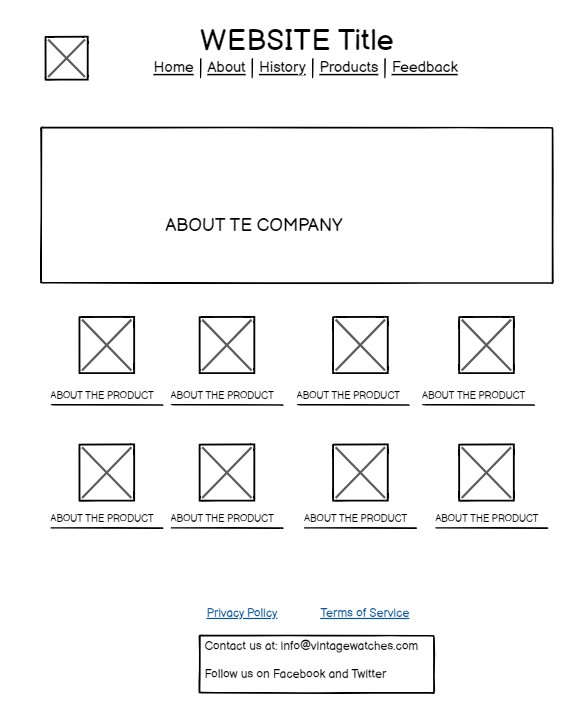 WEBSITE Title
Home | About | History | Products | Feedback
ABOUT TE COMPANY
ABOUT THE PRODUCT ABOUT THE PRODUCT ABOUT THE PRODUCT ABOUT THE PRODUCT
ABOUT THE PRODUCT ABOUT THE PRODUCT ABOUT THE PRODUCT ABOUT THE PRODUCT
Privacy Policy Terms of Service
Contact us at: info@vintagewatches.com
Follow us on Facebook and Twitter